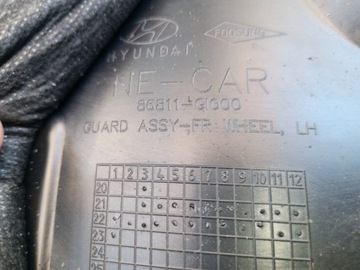 HYUNDAI
NE-CAR
86811-GI000
GUARD ASSY-FR WHEEL, LH
1 2 3 4 5 6 7 8 9 10 11 12
20
21
22
23